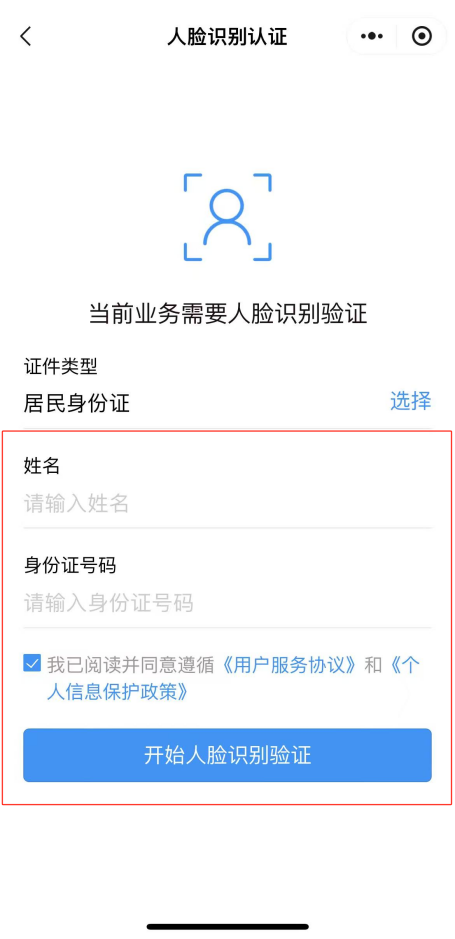 人脸识别认证
当前业务需要人脸识别验证
证件类型
居民身份证 选择
姓名
请输入姓名
身份证号码
请输入身份证号码
我已阅读并同意遵循《用户服务协议》和《个
人信息保护政策》
开始人脸识别验证